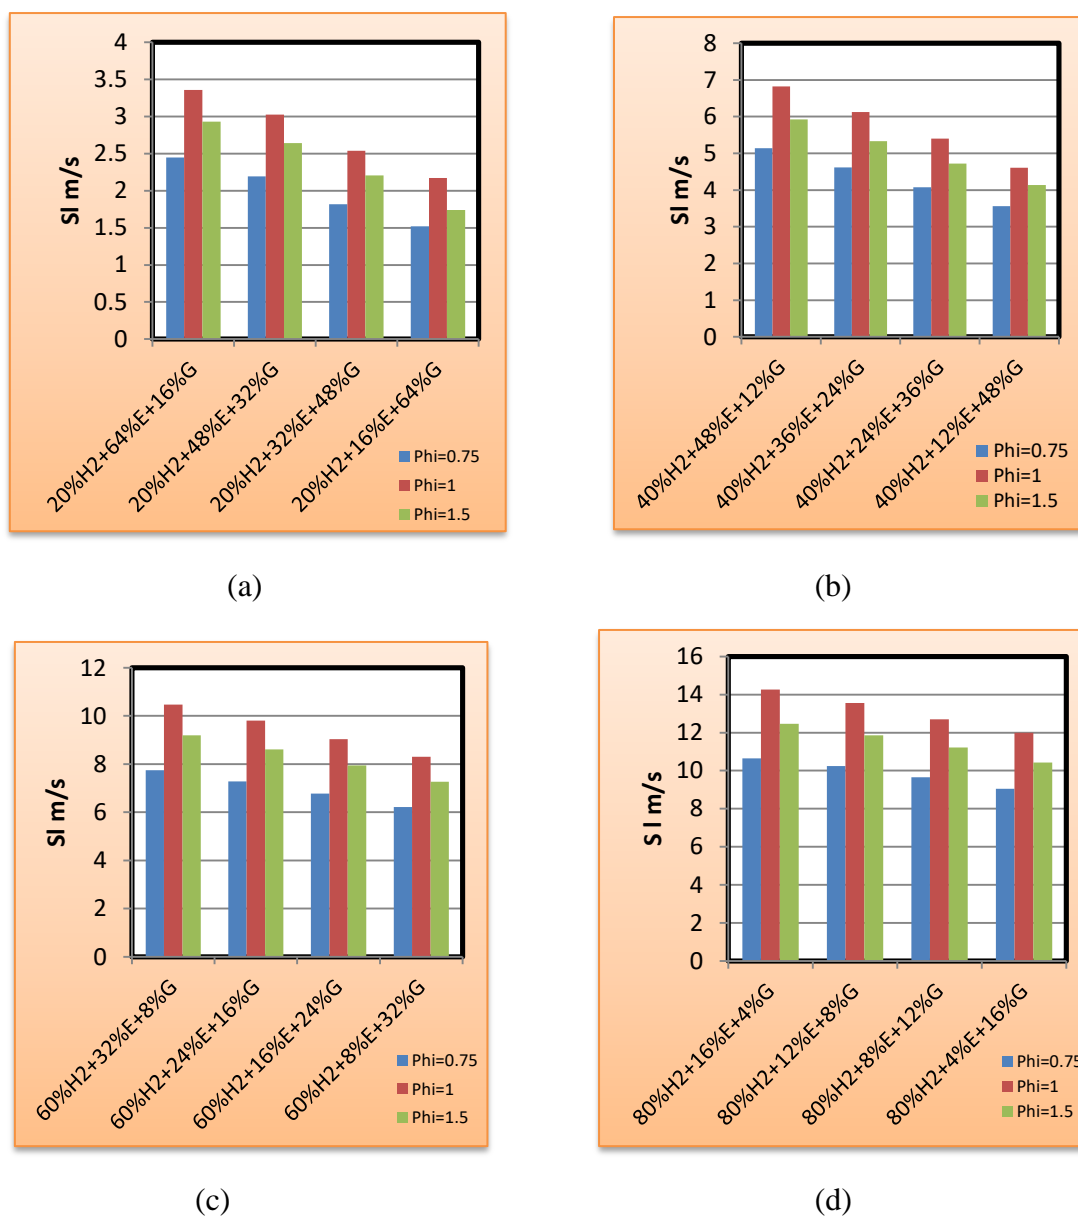 4
3.5
3
2.5
2
1.5
1
0.5
0
Sl m/s
20%H2+64%E+16%G
20%H2+48%E+32%G
20%H2+32%E+48%G
20%H2+16%E+64%G
Phi=0.75
Phi=1
Phi=1.5
(a)
8
7
6
5
4
3
2
1
0
Sl m/s
40%H2+48%E+12%G
40%H2+36%E+24%G
40%H2+24%E+36%G
40%H2+12%E+48%G
Phi=0.75
Phi=1
Phi=1.5
(b)
12
10
8
6
4
2
0
Sl m/s
60%H2+32%E+8%G
60%H2+24%E+16%G
60%H2+16%E+24%G
60%H2+8%E+32%G
Phi=0.75
Phi=1
Phi=1.5
(c)
16
14
12
10
8
6
4
2
0
S l m/s
80%H2+16%E+4%G
80%H2+12%E+8%G
80%H2+8%E+12%G
80%H2+4%E+16%G
Phi=0.75
Phi=1
Phi=1.5
(d)